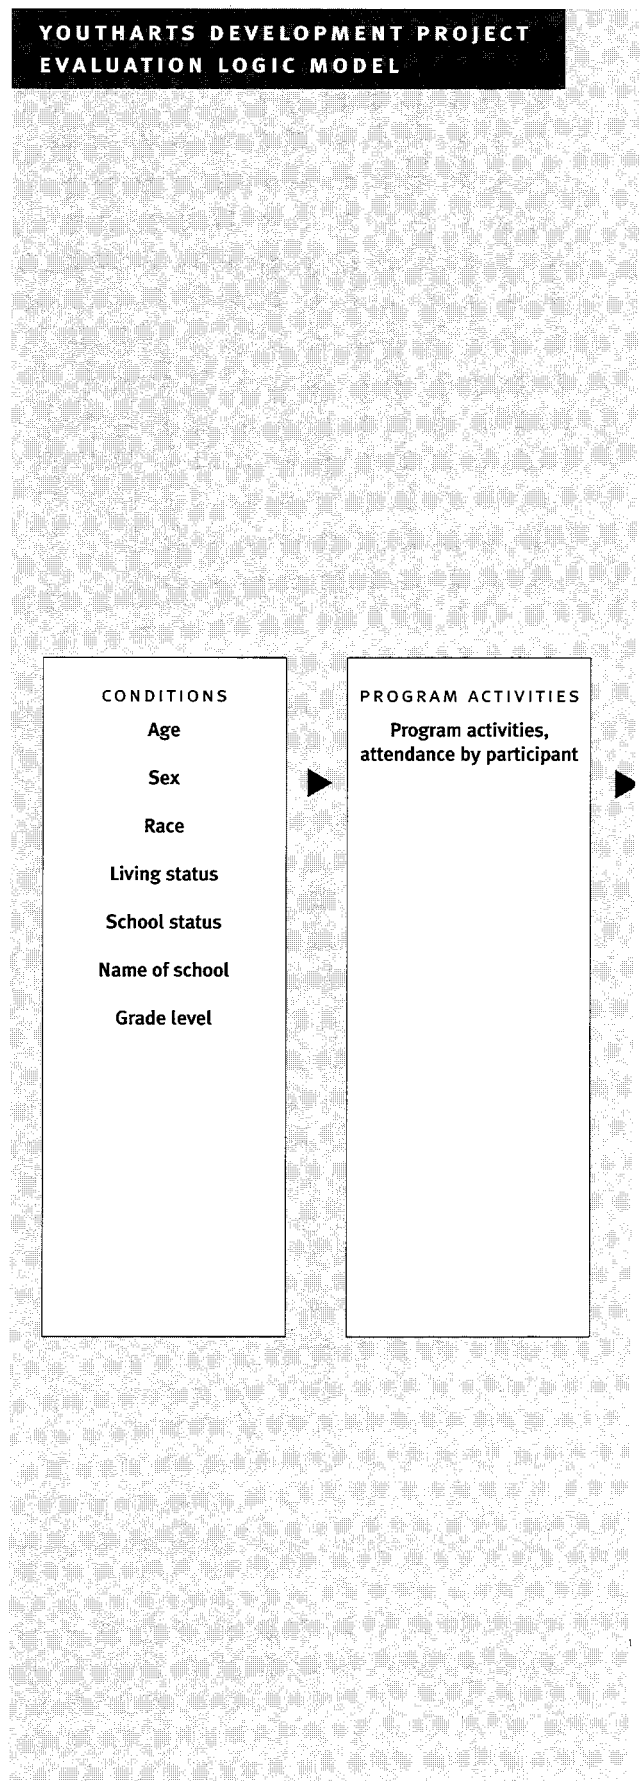 YOUTHARTS DEVELOPMENT PROJECT
EVALUATION LOGIC MODEL
CONDITIONS
Age
Sex
Race
Living status
School status
Name of school
Grade level
PROGRAM ACTIVITIES
Program activities,
attendance by participant